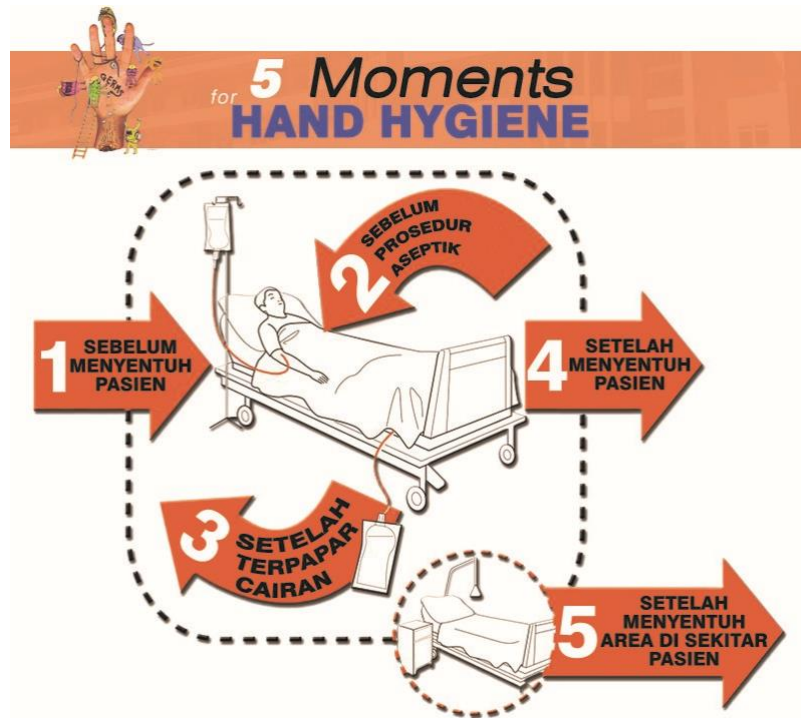 GERMS
for 5 Moments
HAND HYGIENE
1 SEBELUM
MENYENTUH
PASIEN
2 SEBELUM
PROSEDUR
ASEPTIK
3 SETELAH
TERPAPAR
CAIRAN
4 SETELAH
MENYENTUH
PASIEN
5 SETELAH
MENYENTUH
AREA DI SEKITAR
PASIEN